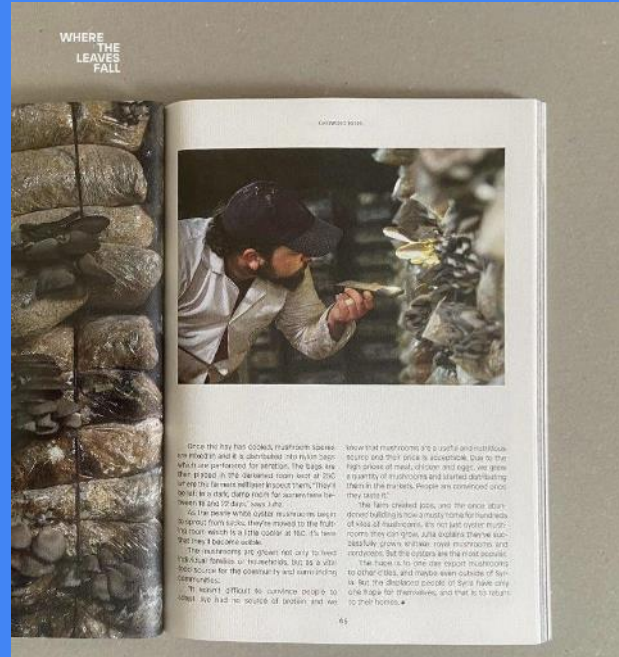 WHERE
THE
LEAVES
FALL
Once the hay has cooled, mushroom spores
are mixed in and it is distributed into nylon bags
which are perforated for aeration. The bags are
then placed in the darkened room kept at
where the farmers will later inspect them. "They'll
be left in a dark, damp room for somewhere be-
tween 18 and 22 days," says
As the pearly white oyster mushrooms begin
to sprout from sacks, they're moved to the fruit-
ing room which is a little cooler at It's here
that they'll become edible.
The mushrooms are grown not only to feed
individual families or households, but as a vital
food source for the community and surrounding
communities.
"It wasn't difficult to convince people to
adapt. We had no source of protein and we
know that mushrooms are a useful and nutritious
source and their price is acceptable. Due to the
high prices of meat, chicken and eggs, we grew
a quantity of mushrooms and started distributing
them in the markets. People are convinced once
they taste it."
The farm created jobs, and the once aban-
doned building is now a musty home for hundreds
of kilos of mushrooms. It's not just oyster mush-
rooms they can grow. explains they've suc-
cessfully grown shiitake, royal mushrooms and
cordyceps. But the oysters are the most popular.
The hope is to one day export mushrooms
to other cities, and maybe even outside of Syr-
ia. But the displaced people of Syria have only
one hope for themselves, and that is to return
to their homes.
65